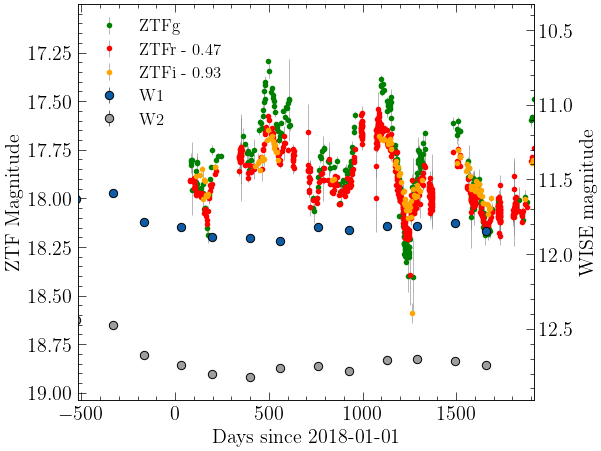 ZTFg
ZTFr - 0.47
ZTFi - 0.93
W1
W2
17.25
17.50
17.75
18.00
18.25
18.50
18.75
19.00
ZTF Magnitude
10.5
11.0
11.5
12.0
12.5
WISE magnitude
−500
0
500
1000
1500
Days since 2018-01-01